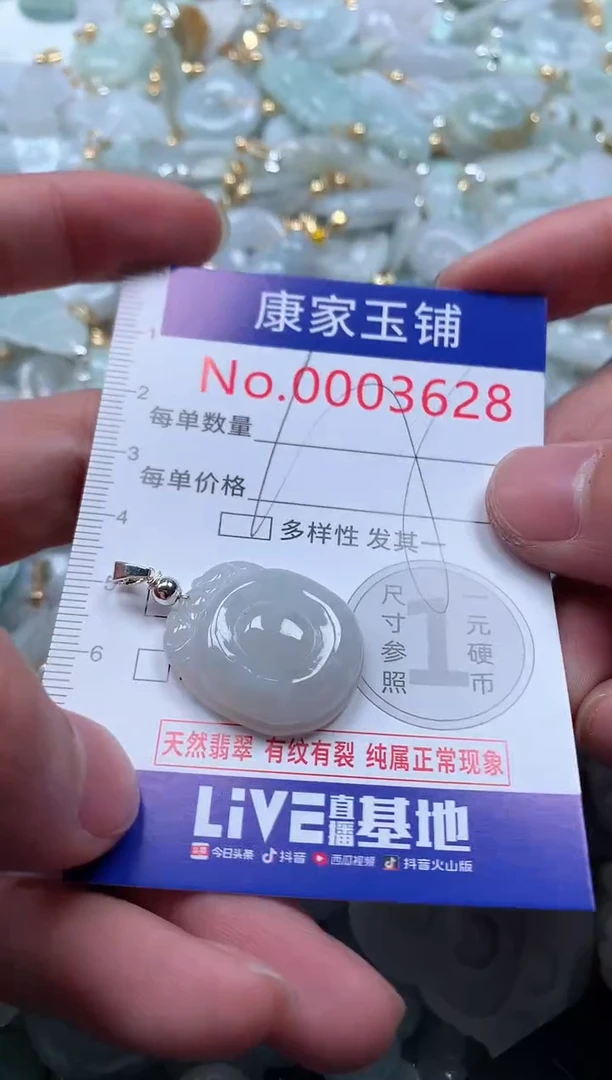 康家玉铺
No.0003628
1
2
每单数量
3
每单价格
4
多样性 发其一
5
尺寸参照
1
一元硬币
6
天然翡翠 有纹有裂 纯属正常现象
LiVE直播基地
头条 今日头条 抖音 西瓜视频 抖音火山版